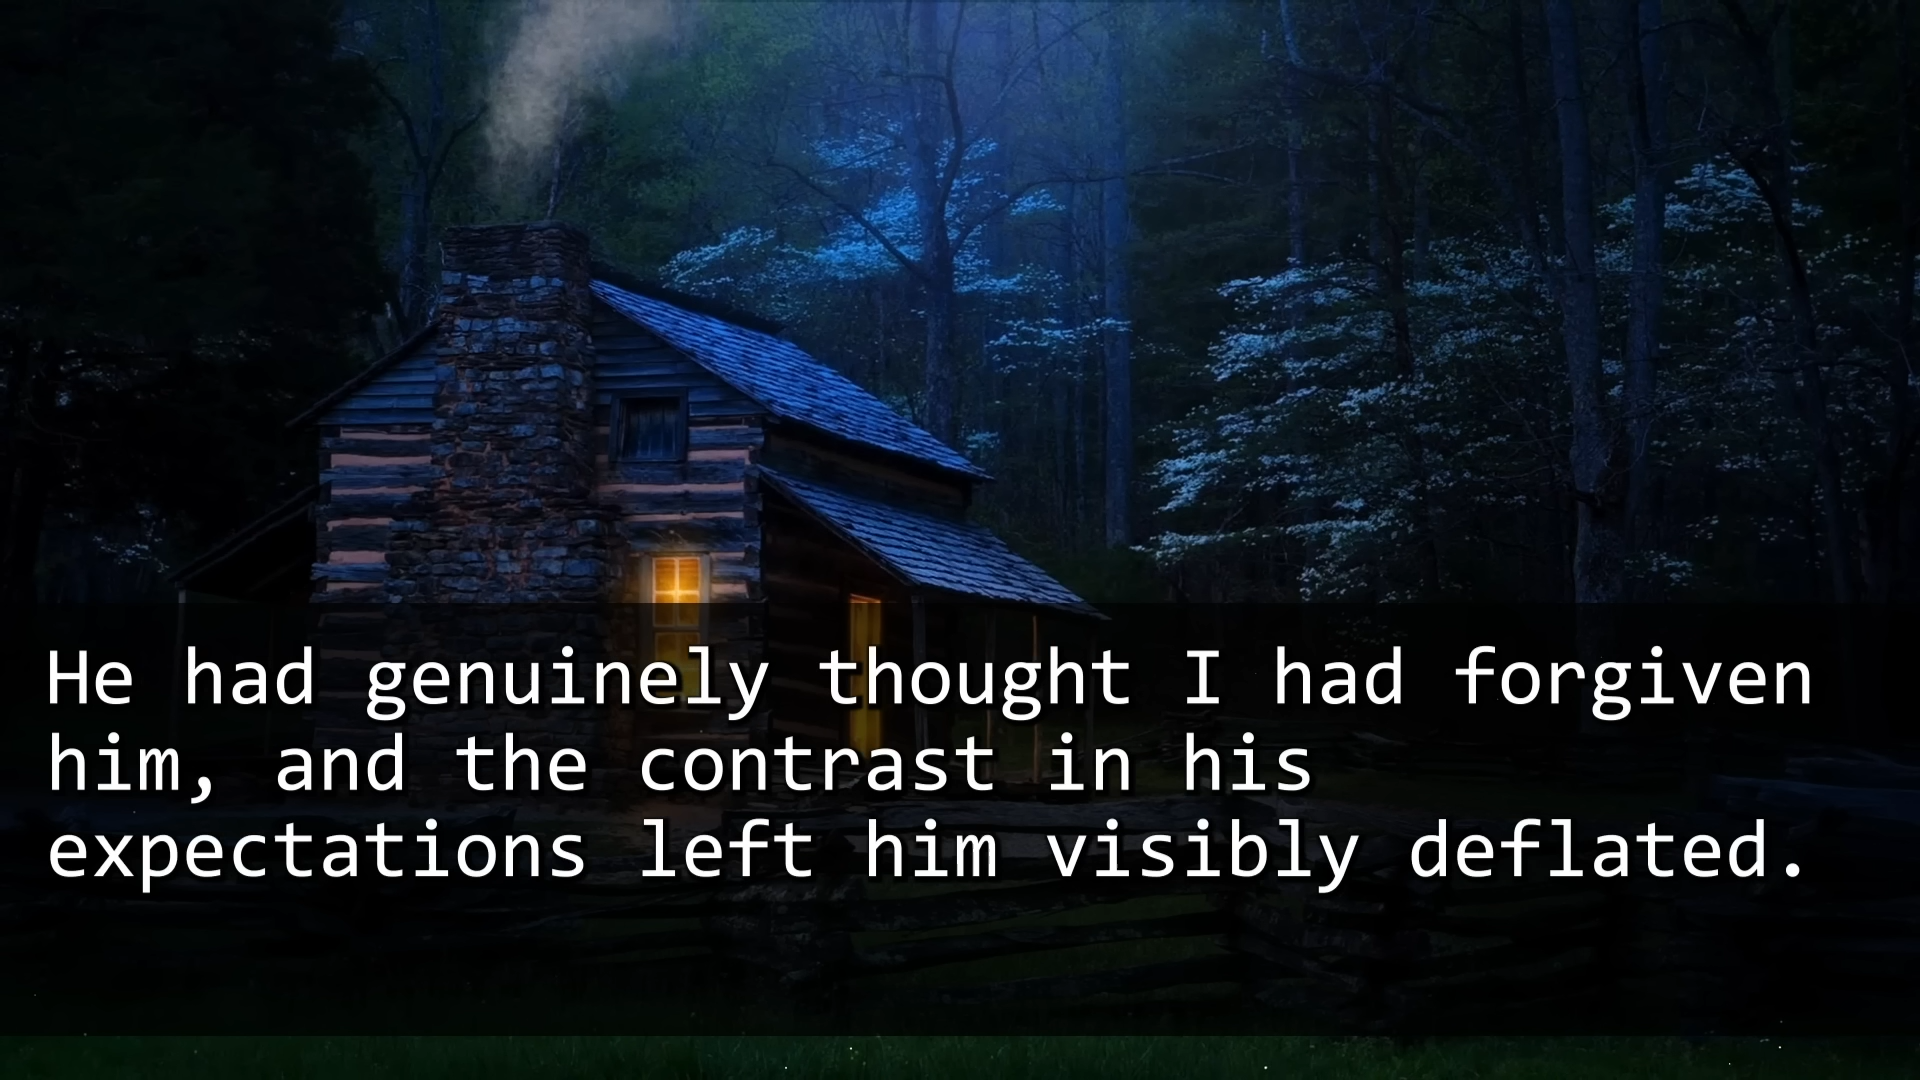 He had genuinely thought I had forgiven
him, and the contrast in his
expectations left him visibly deflated.